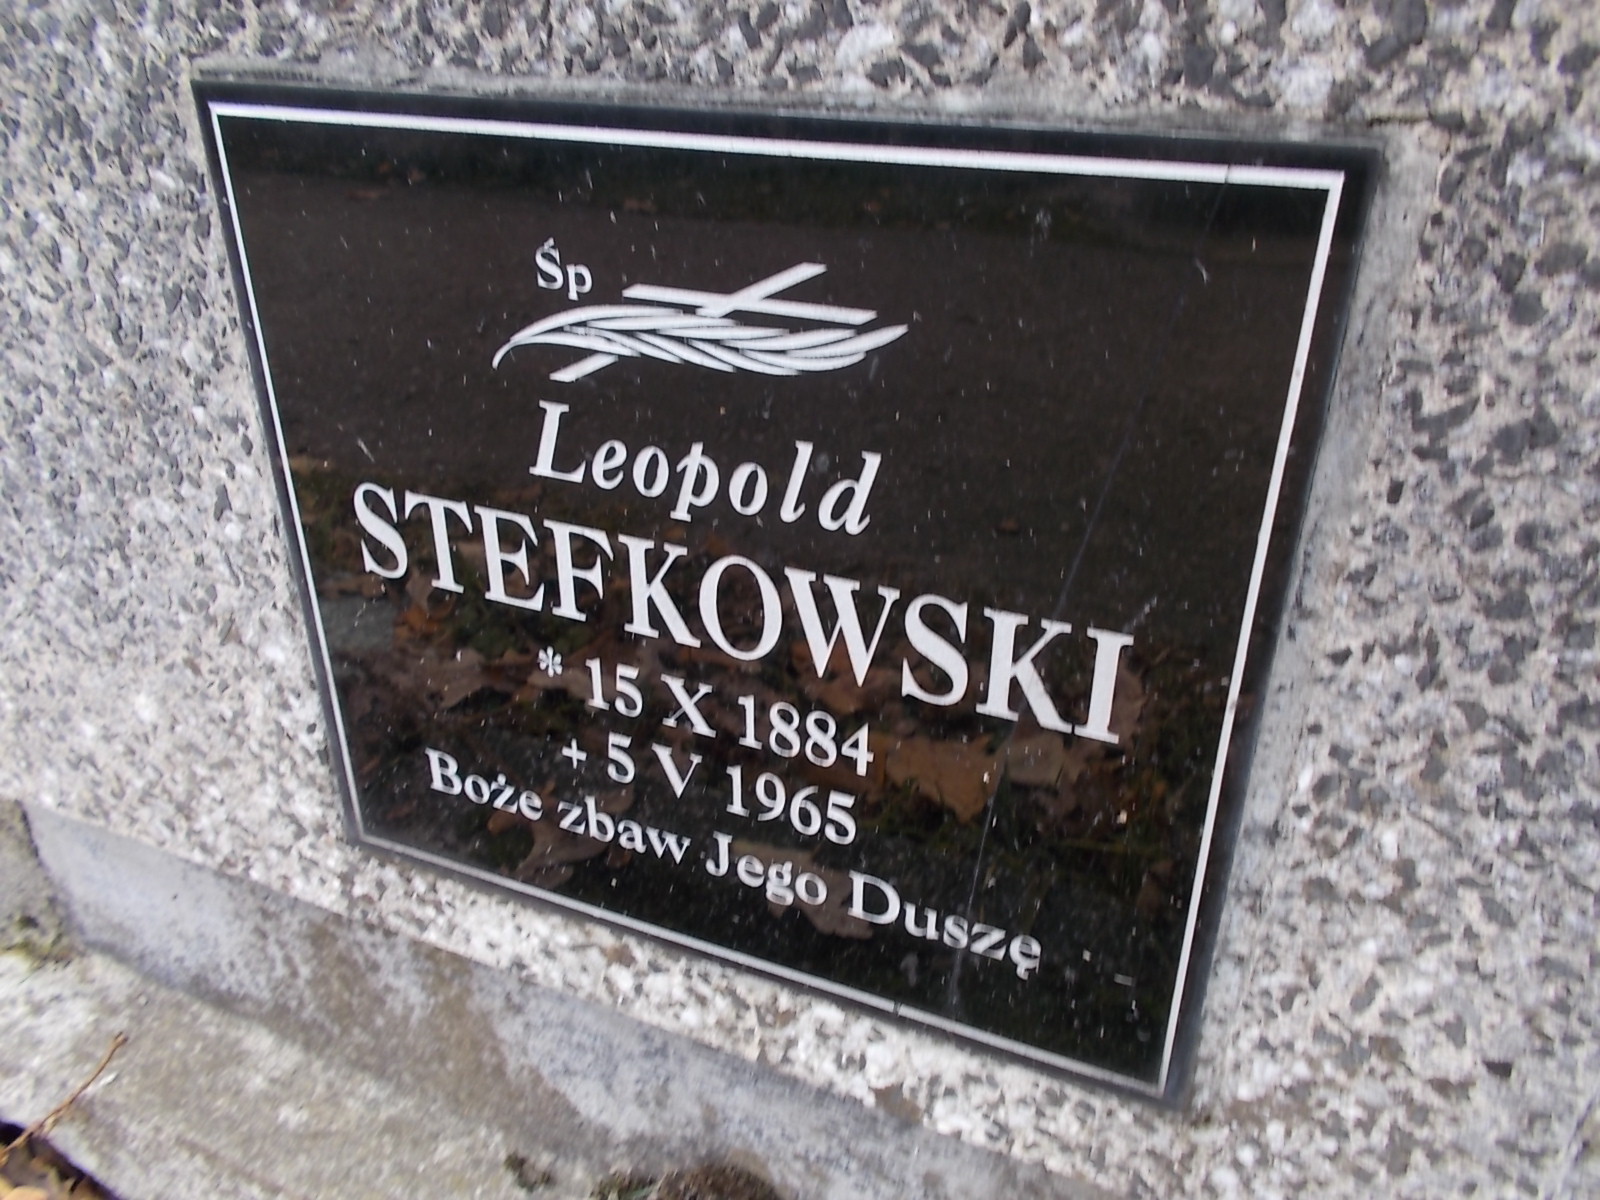 Śp
Leopold
STEFKOWSKI
* 15 X 1884
+ 5 V 1965
Boże zbaw Jego Duszę